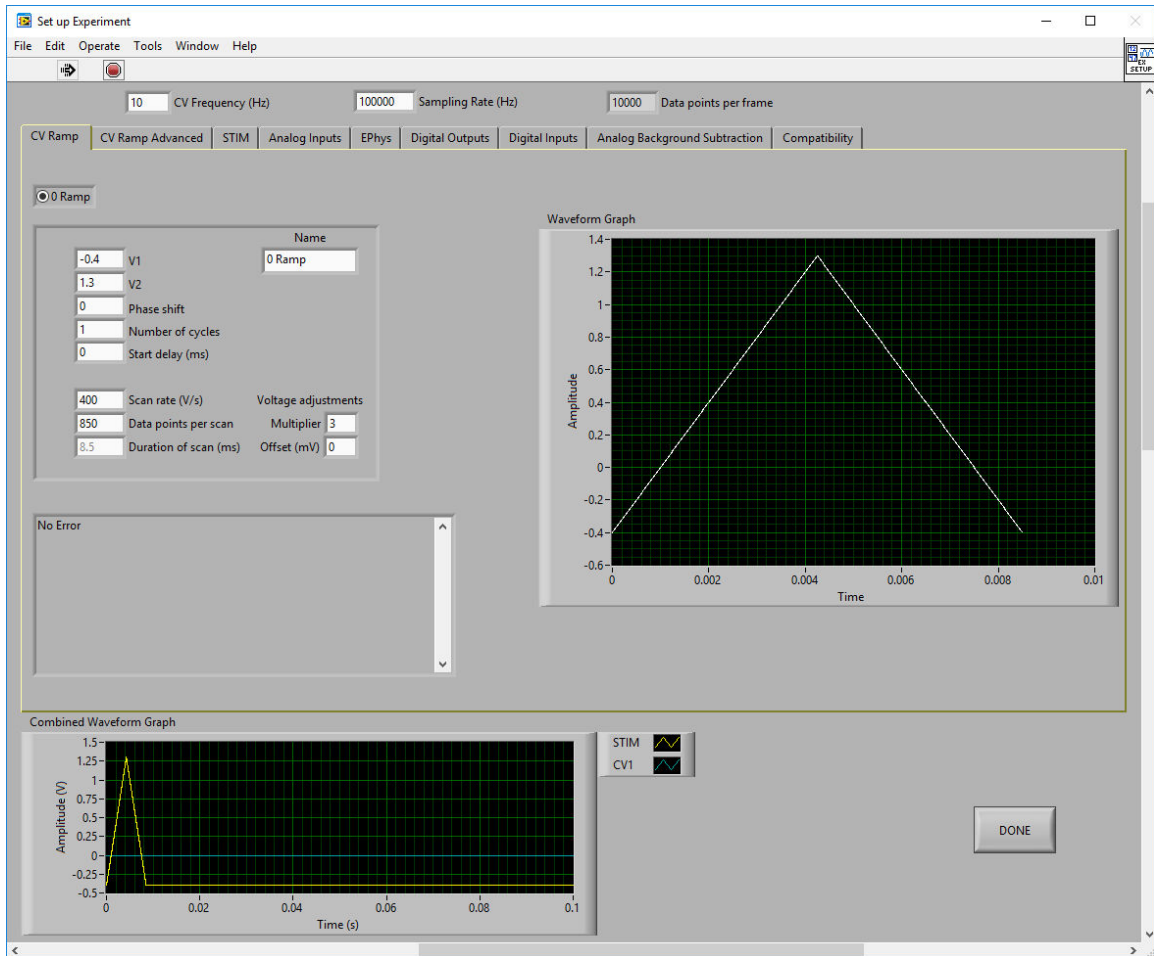 Set up Experiment
File Edit Operate Tools Window Help
EX
SETUP
10 CV Frequency (Hz) 100000 Sampling Rate (Hz) 10000 Data points per frame
CV Ramp CV Ramp Advanced STIM Analog Inputs EPhys Digital Outputs Digital Inputs Analog Background Subtraction Compatibility
0 Ramp
Name
-0.4 V1 0 Ramp
1.3 V2
0 Phase shift
1 Number of cycles
0 Start delay (ms)
400 Scan rate (V/s) Voltage adjustments
850 Data points per scan Multiplier 3
8.5 Duration of scan (ms) Offset (mV) 0
No Error
Waveform Graph
Amplitude
1.4
1.2
1
0.8
0.6
0.4
0.2
0
-0.2
-0.4
-0.6
0 0.002 0.004 0.006 0.008 0.01
Time
Combined Waveform Graph
Amplitude (V)
1.5
1.25
1
0.75
0.5
0.25
0
-0.25
-0.5
0 0.02 0.04 0.06 0.08 0.1
Time (s)
STIM
CV1
DONE